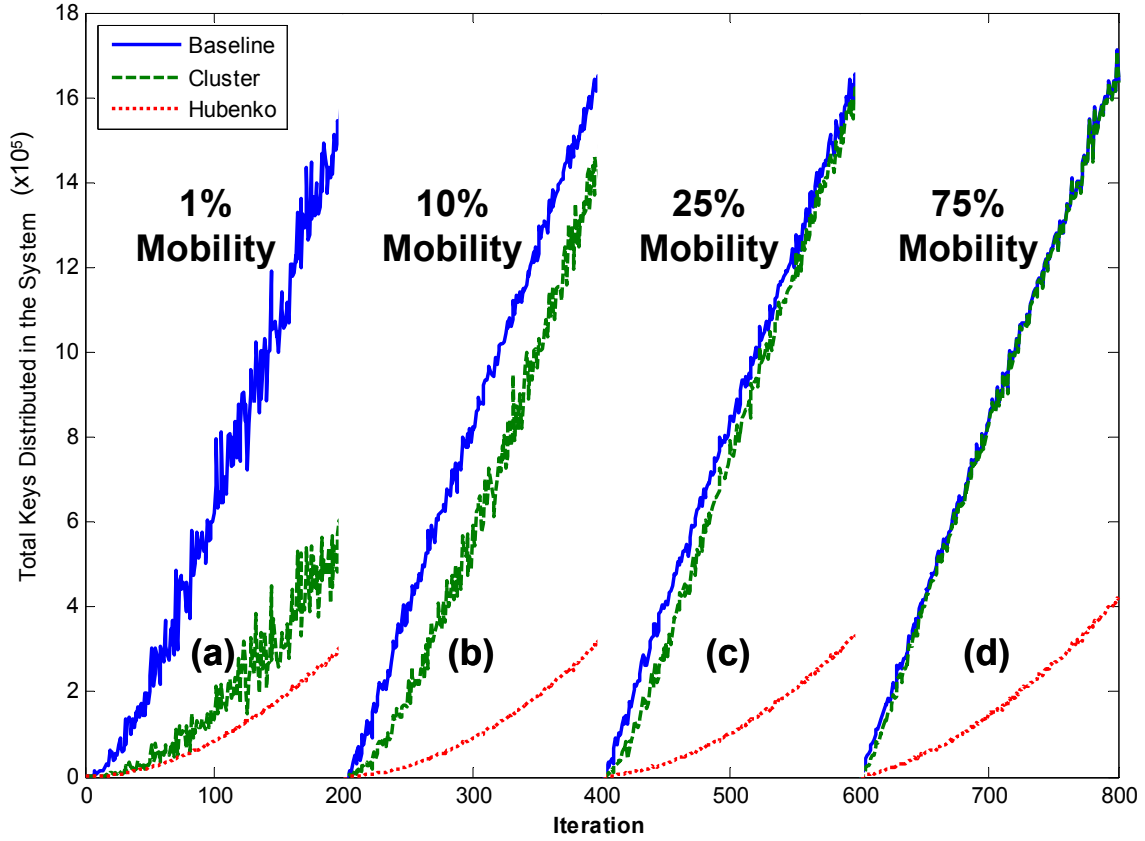 Total Keys Distributed in the System (x10⁵)
18
16
14
12
10
8
6
4
2
0
Baseline
Cluster
Hubenko
1%
Mobility
10%
Mobility
25%
Mobility
75%
Mobility
(a)
(b)
(c)
(d)
0
100
200
300
400
500
600
700
800
Iteration